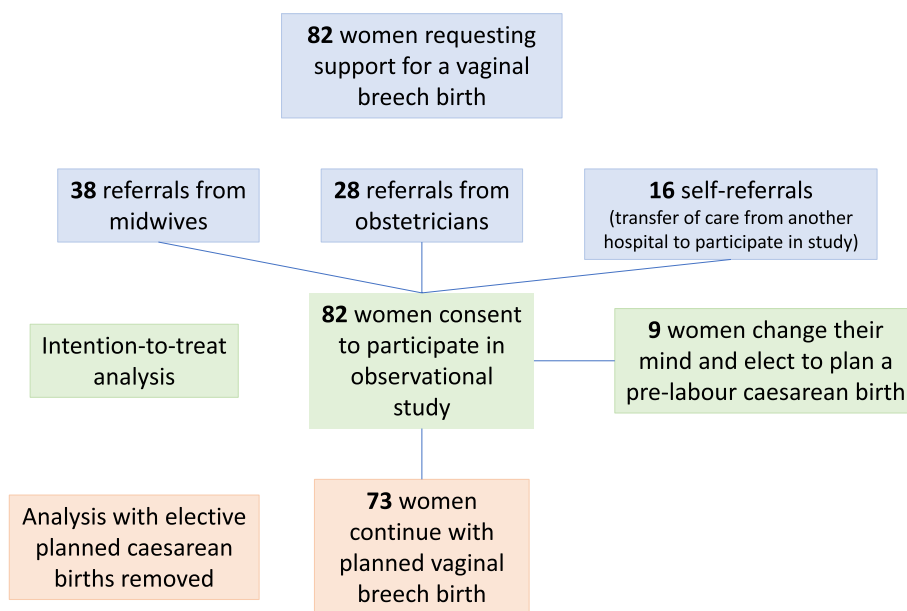 82 women requesting
support for a vaginal
breech birth
38 referrals from
midwives
28 referrals from
obstetricians
16 self-referrals
(transfer of care from another
hospital to participate in study)
Intention-to-treat
analysis
82 women consent
to participate in
observational
study
9 women change their
mind and elect to plan a
pre-labour caesarean birth
Analysis with elective
planned caesarean
births removed
73 women
continue with
planned vaginal
breech birth